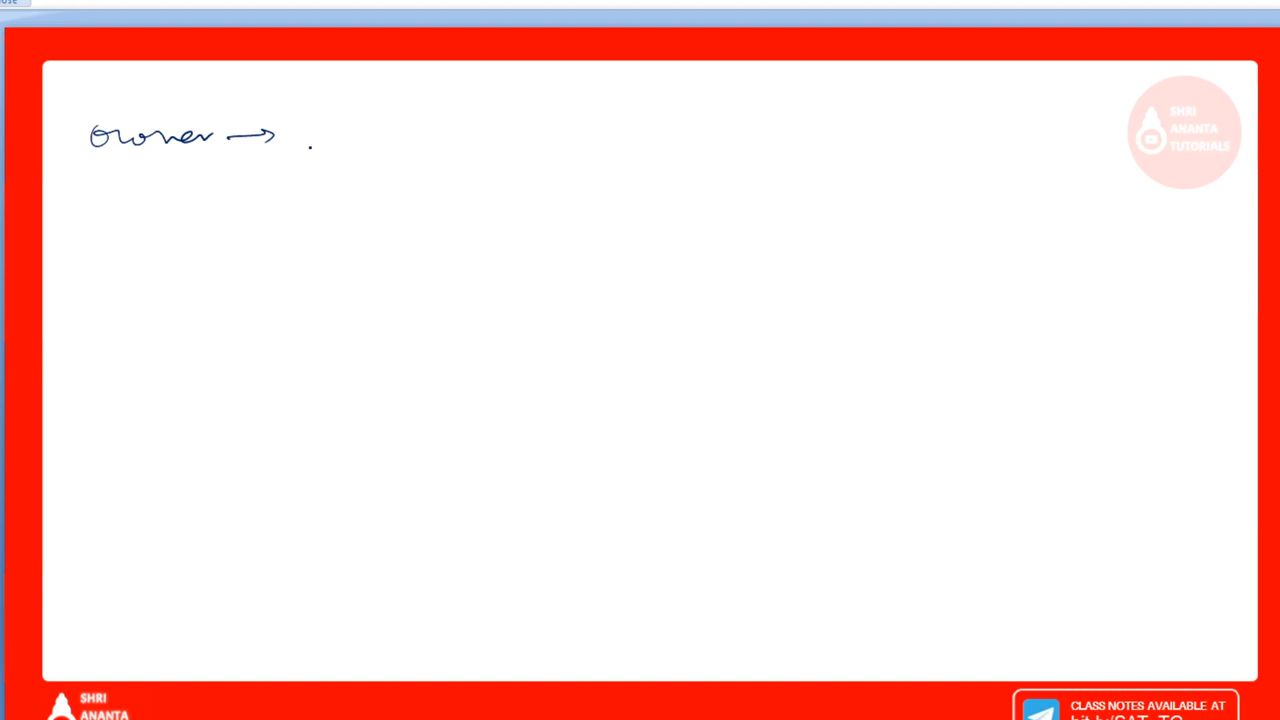 owner →
SHRI
ANANTA
TUTORIALS
SHRI
ANANTA
CLASS NOTES AVAILABLE AT